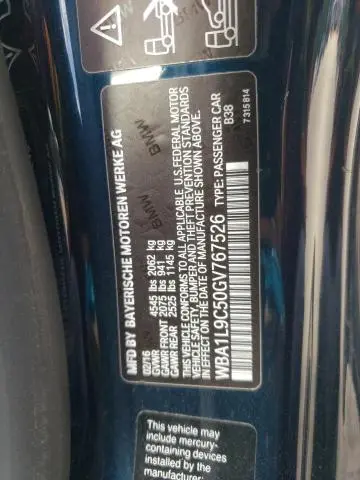 MFD BY BAYERISCHE MOTOREN WERKE AG
02/16
GVWR 4545 lbs 2062 kg
GAWR FRONT 2075 lbs 941 kg
GAWR REAR 2525 lbs 1145 kg
THIS VEHICLE CONFORMS TO ALL APPLICABLE U.S. FEDERAL MOTOR
VEHICLE SAFETY, BUMPER AND THEFT PREVENTION STANDARDS
IN EFFECT ON THE DATE OF MANUFACTURE SHOWN ABOVE.
WBA1L9C50GV767526 TYPE: PASSENGER CAR
B38
7315814
BMW
BMW
This vehicle may
include mercury-
containing devices
installed by the
manufacturer: